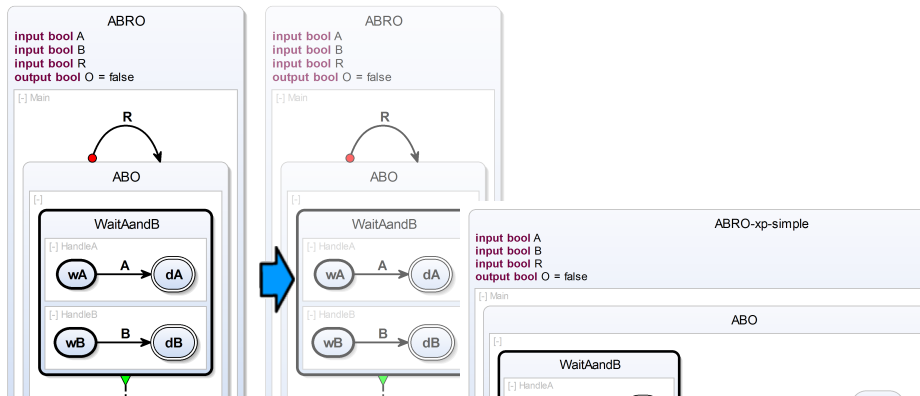 ABRO
input bool A
input bool B
input bool R
output bool O = false
[-] Main
R
ABO
[-]
WaitAandB
[-] HandleA
wA
A
dA
[-] HandleB
wB
B
dB
ABRO
input bool A
input bool B
input bool R
output bool O = false
[-] Main
R
ABO
[-]
WaitAandB
[-] HandleA
wA
A
dA
[-] HandleB
wB
B
dB
ABRO-xp-simple
input bool A
input bool B
input bool R
output bool O = false
[-] Main
ABO
[-]
WaitAandB
[-] HandleA